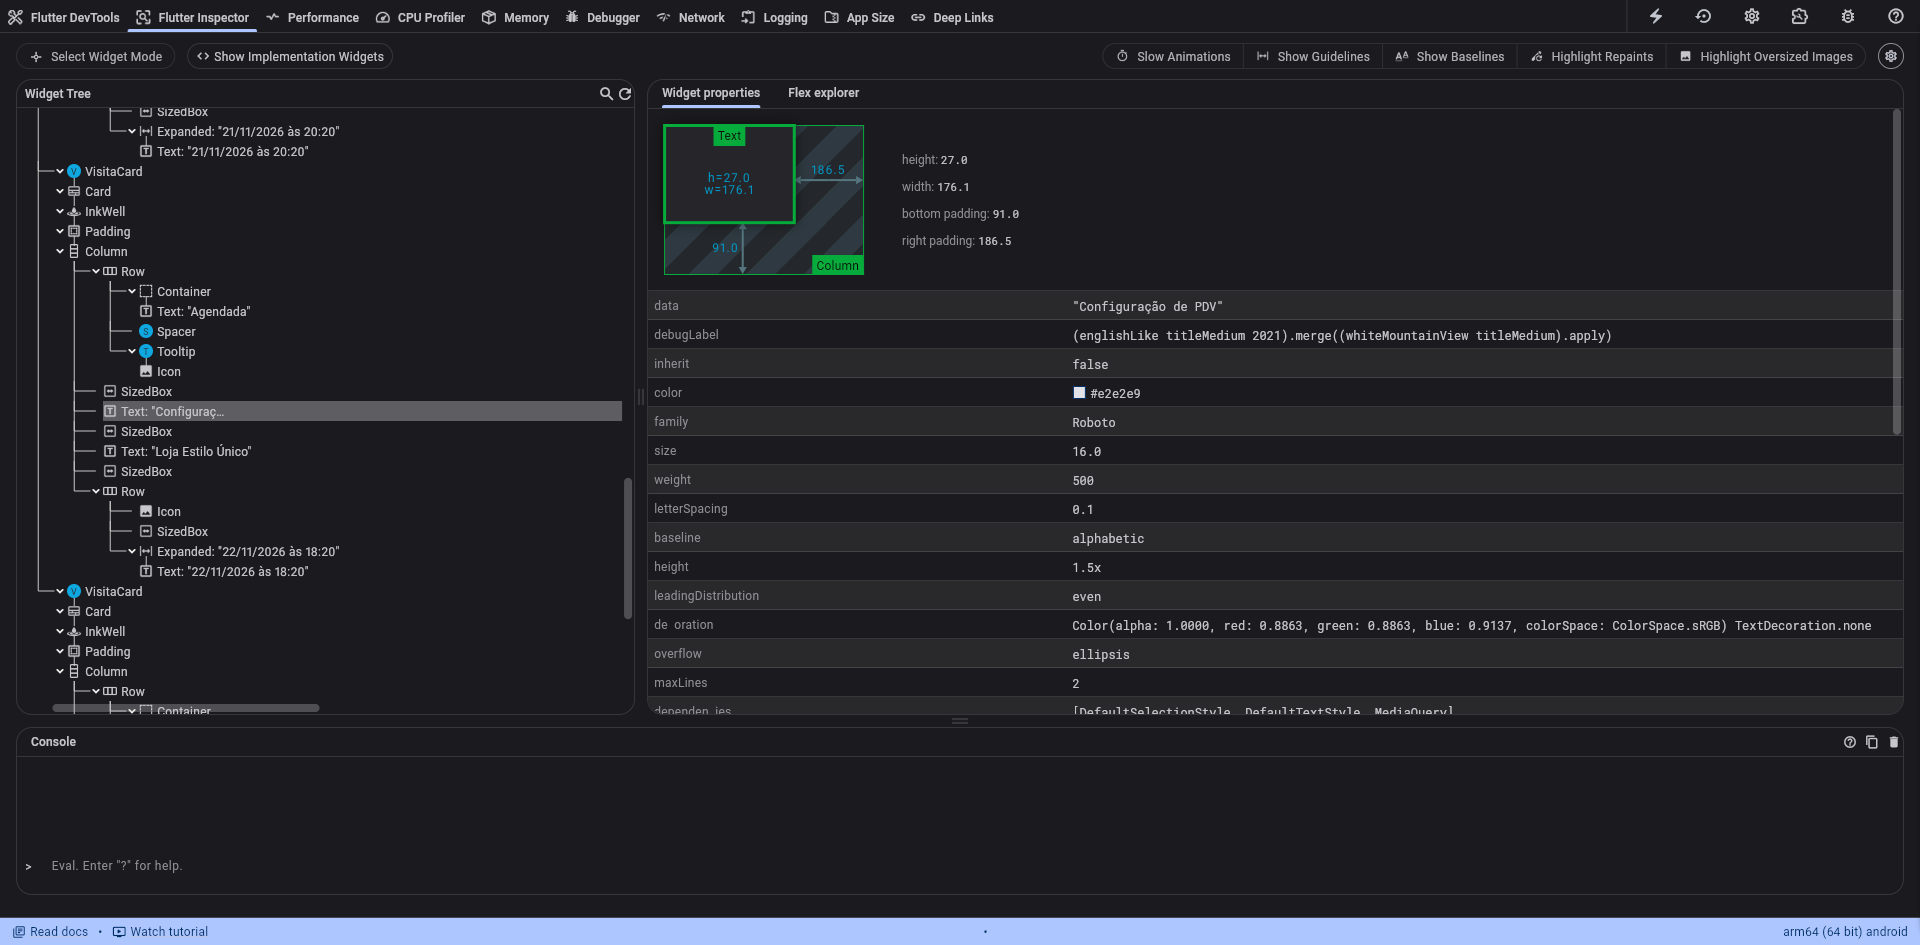 Flutter DevTools Flutter Inspector Performance CPU Profiler Memory Debugger Network Logging App Size Deep Links
Select Widget Mode Show Implementation Widgets Slow Animations Show Guidelines Show Baselines Highlight Repaints Highlight Oversized Images
Widget Tree
SizedBox
Expanded: "21/11/2026 às 20:20"
Text: "21/11/2026 às 20:20"
VisitaCard
Card
InkWell
Padding
Column
Row
Container
Text: "Agendada"
Spacer
Tooltip
Icon
SizedBox
Text: "Configuraç...
SizedBox
Text: "Loja Estilo Único"
SizedBox
Row
Icon
SizedBox
Expanded: "22/11/2026 às 18:20"
Text: "22/11/2026 às 18:20"
VisitaCard
Card
InkWell
Padding
Column
Row
Container
Widget properties Flex explorer
Text
h=27.0
w=176.1
186.5
91.0
Column
height: 27.0
width: 176.1
bottom padding: 91.0
right padding: 186.5
data "Configuração de PDV"
debugLabel (englishLike titleMedium 2021).merge((whiteMountainView titleMedium).apply)
inherit false
color #e2e2e9
family Roboto
size 16.0
weight 500
letterSpacing 0.1
baseline alphabetic
height 1.5x
leadingDistribution even
de oration Color(alpha: 1.0000, red: 0.8863, green: 0.8863, blue: 0.9137, colorSpace: ColorSpace.sRGB) TextDecoration.none
overflow ellipsis
maxLines 2
dependen ies [DefaultSelectionStyle, DefaultTextStyle, MediaQuery]
Console
> Eval. Enter "?" for help.
Read docs • Watch tutorial • arm64 (64 bit) android